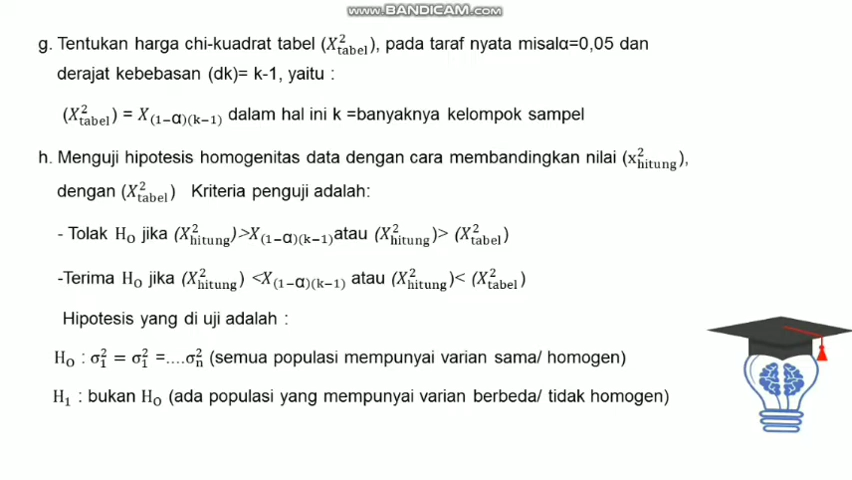 www.BANDICAM.com
g. Tentukan harga chi-kuadrat tabel (X²tabel), pada taraf nyata misalα=0,05 dan
derajat kebebasan (dk)= k-1, yaitu :
(X²tabel) = X(1−α)(k−1) dalam hal ini k =banyaknya kelompok sampel
h. Menguji hipotesis homogenitas data dengan cara membandingkan nilai (x²hitung),
dengan (X²tabel) Kriteria penguji adalah:
- Tolak H₀ jika (X²hitung)>X(1−α)(k−1)atau (X²hitung)> (X²tabel)
-Terima H₀ jika (X²hitung) <X(1−α)(k−1) atau (X²hitung)< (X²tabel)
Hipotesis yang di uji adalah :
H₀ : σ₁² = σ₁² =....σₙ² (semua populasi mempunyai varian sama/ homogen)
H₁ : bukan H₀ (ada populasi yang mempunyai varian berbeda/ tidak homogen)